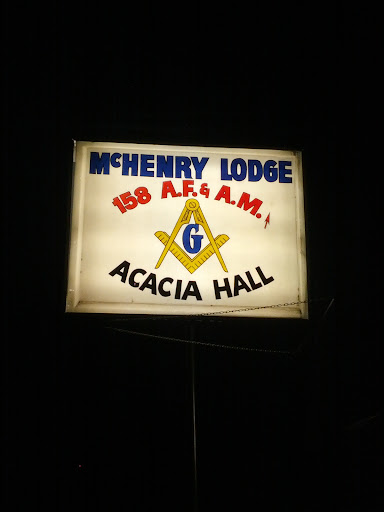 McHENRY LODGE
158 A.F. & A.M.
G
ACACIA HALL